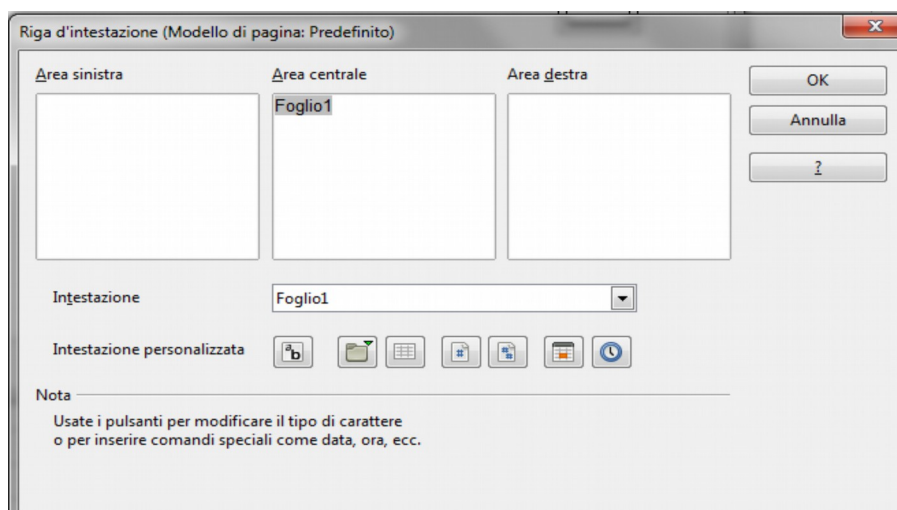 Riga d'intestazione (Modello di pagina: Predefinito)
Area sinistra
Area centrale
Area destra
Foglio1
OK
Annulla
?
Intestazione
Foglio1
Intestazione personalizzata
ab
#
Nota
Usate i pulsanti per modificare il tipo di carattere
o per inserire comandi speciali come data, ora, ecc.